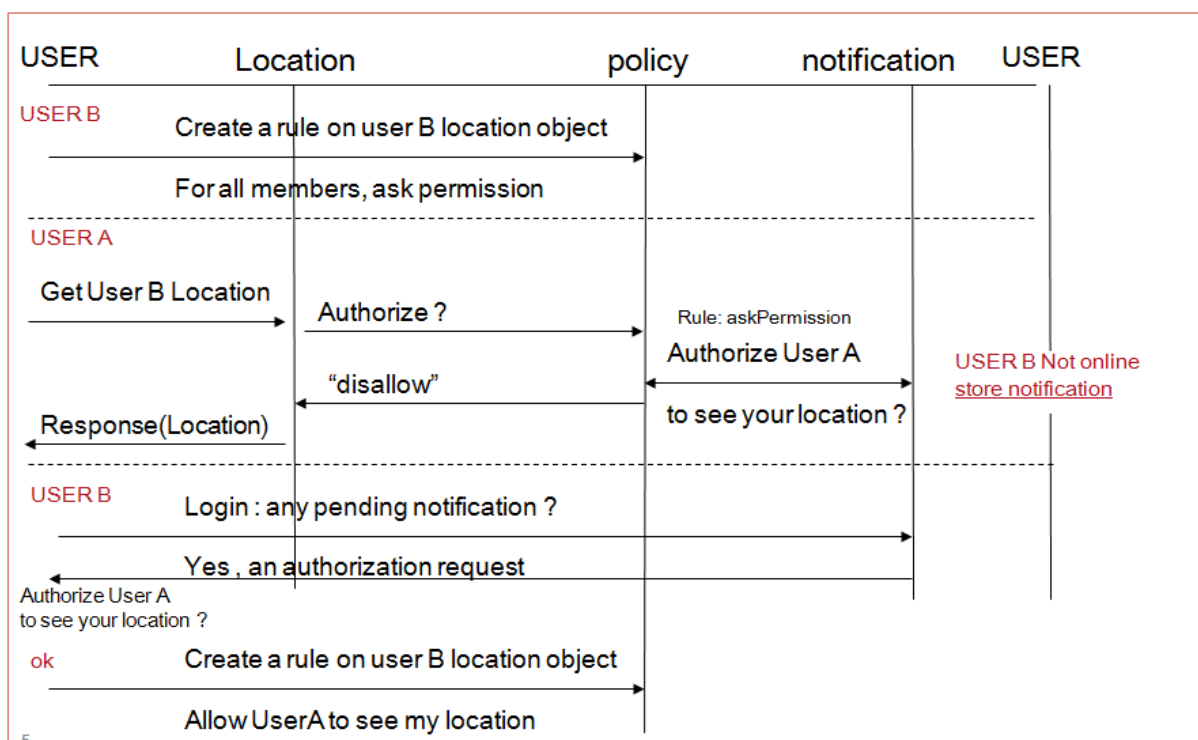 USER Location policy notification USER
USER B
Create a rule on user B location object
For all members, ask permission
USER A
Get User B Location
Authorize ?
Rule: askPermission
Authorize User A
USER B Not online
store notification
“disallow”
to see your location ?
Response(Location)
USER B
Login : any pending notification ?
Yes , an authorization request
Authorize User A
to see your location ?
ok
Create a rule on user B location object
Allow UserA to see my location